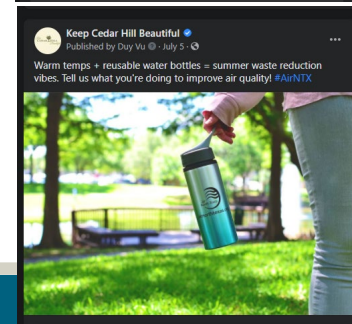 Keep Cedar Hill Beautiful
Published by Duy Vu · July 5 ·
Warm temps + reusable water bottles = summer waste reduction
vibes. Tell us what you're doing to improve air quality! #AirNTX